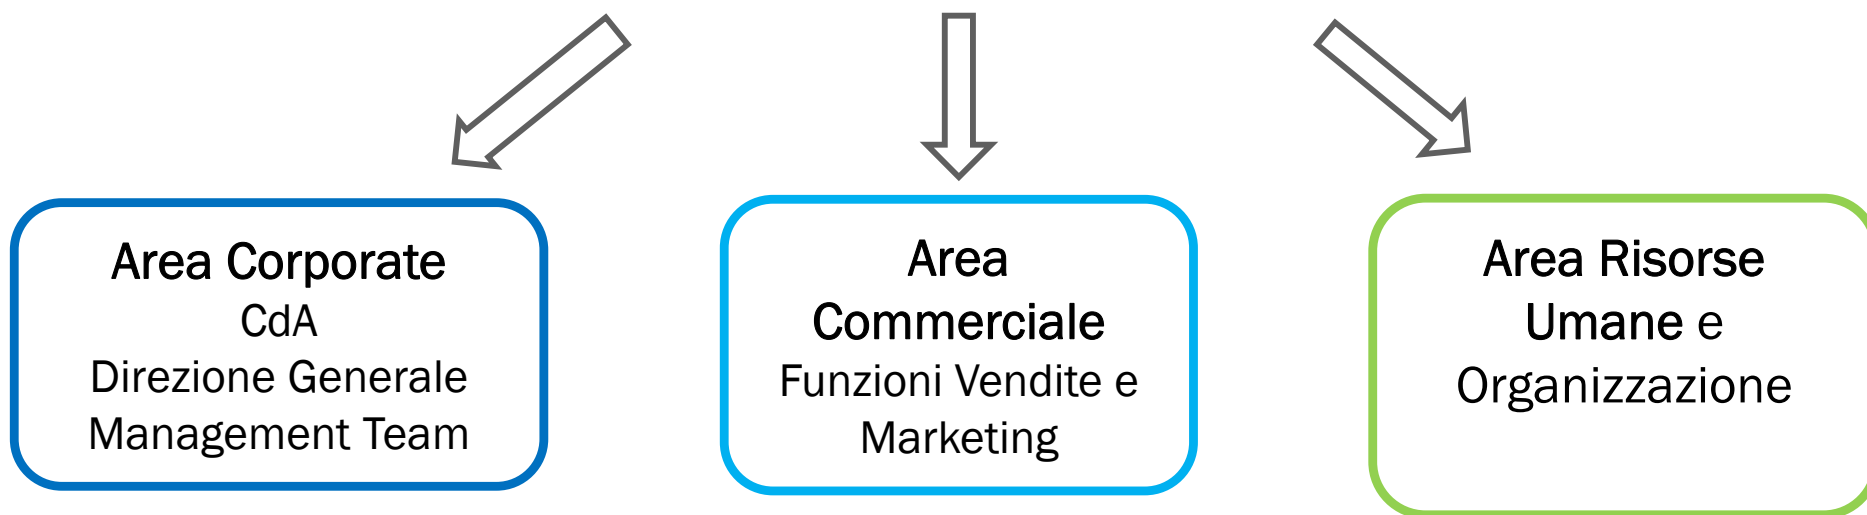 Area Corporate
CdA
Direzione Generale
Management Team
Area
Commerciale
Funzioni Vendite e
Marketing
Area Risorse
Umane e
Organizzazione